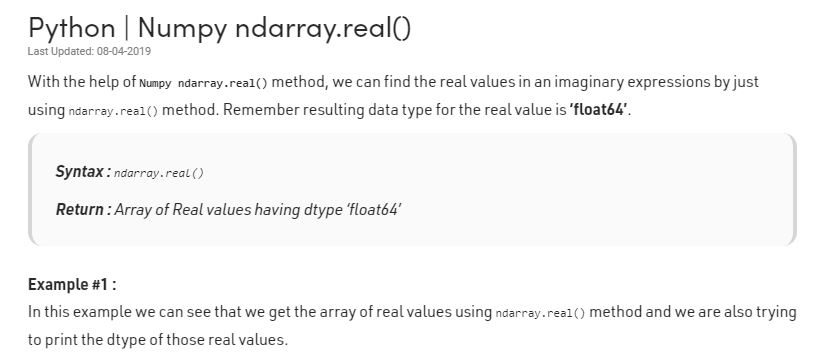 Python | Numpy ndarray.real()
Last Updated: 08-04-2019
With the help of Numpy ndarray.real() method, we can find the real values in an imaginary expressions by just
using ndarray.real() method. Remember resulting data type for the real value is 'float64'.
Syntax : ndarray.real()
Return : Array of Real values having dtype 'float64'
Example #1 :
In this example we can see that we get the array of real values using ndarray.real() method and we are also trying
to print the dtype of those real values.